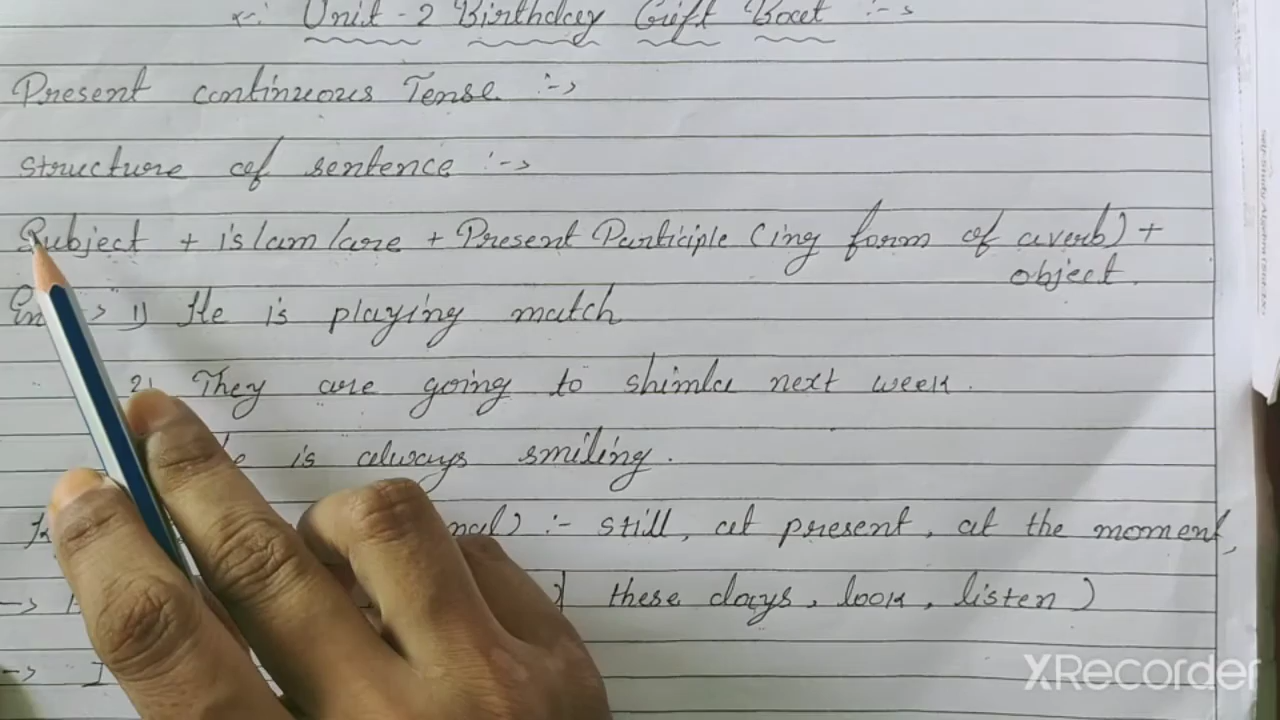 Unit - 2 Birthday Gift Boat :->
Present continuous Tense :->
Structure of sentence :->
Subject + is/am/are + Present Participle (ing form of a verb) +
object.
1) He is playing match
2) They are going to shimla next week.
is always smiling.
:- still, at present, at the moment,
these days, look, listen)
-> I
XRecorder